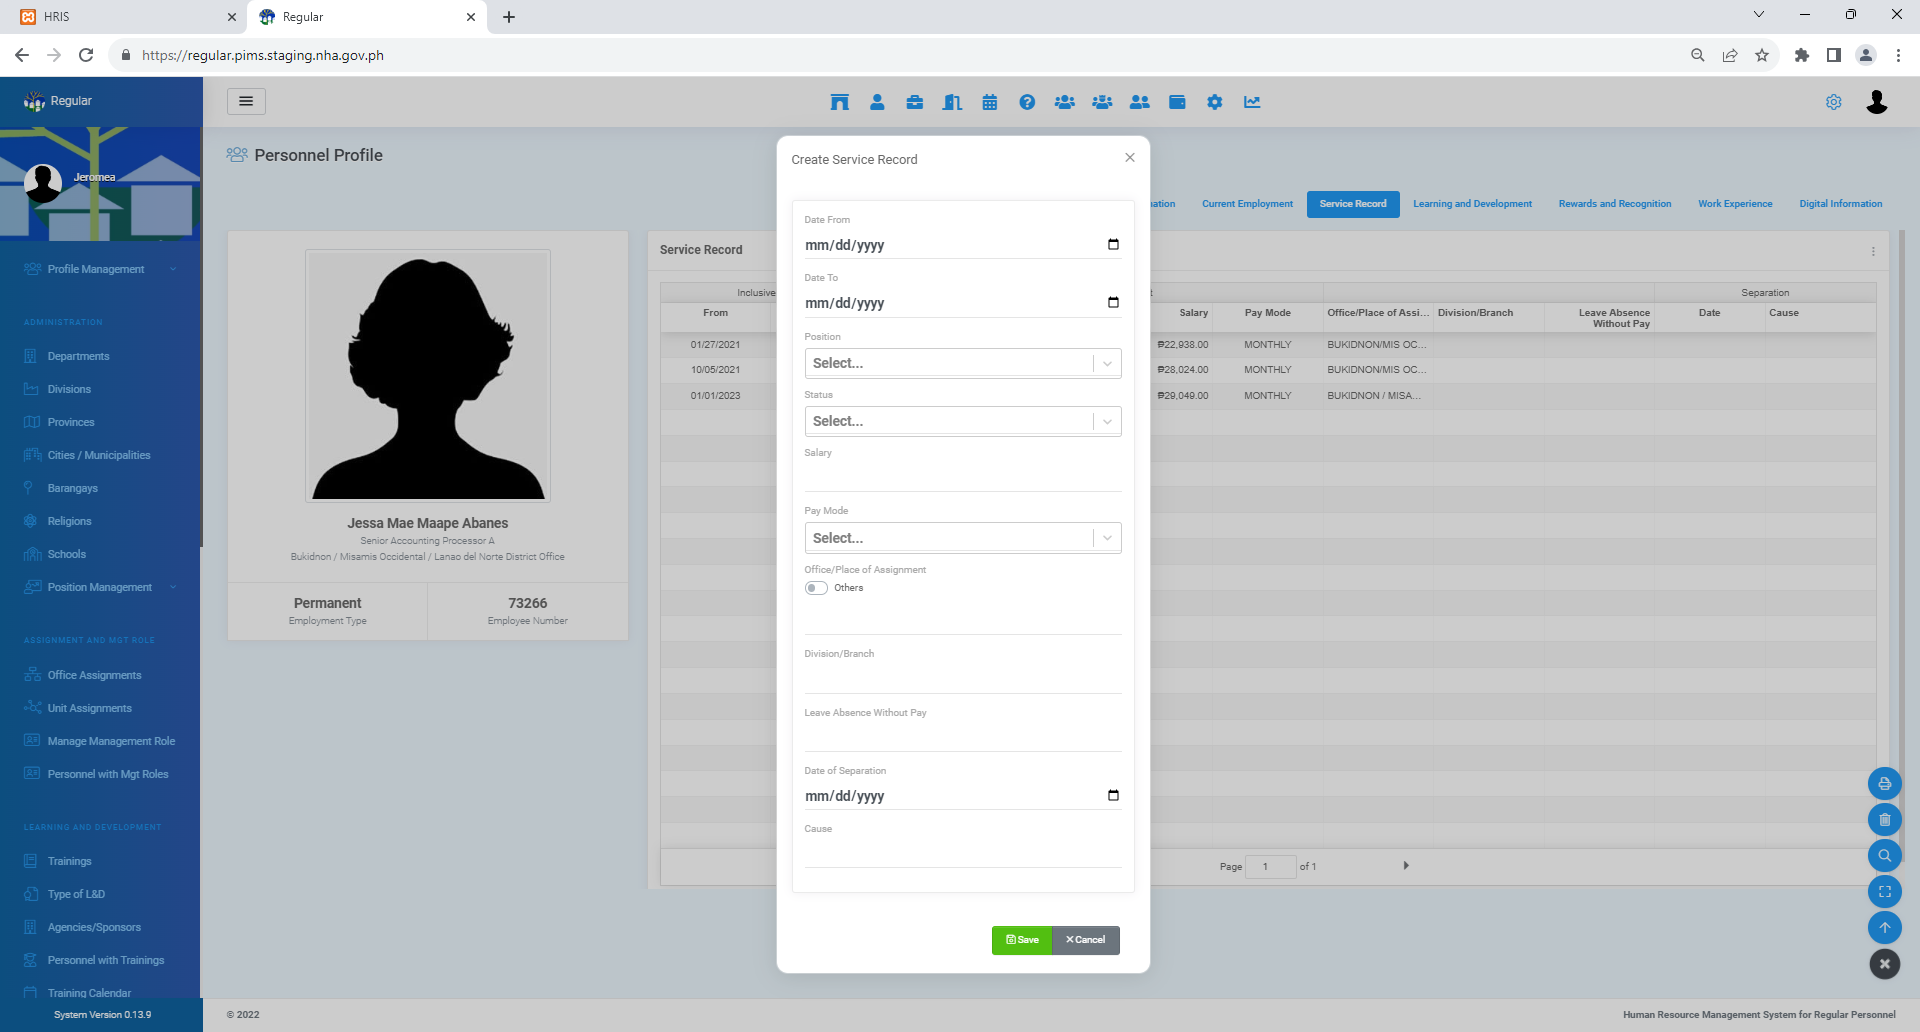 HRIS
Regular
https://regular.pims.staging.nha.gov.ph
Regular
Jeromea
Profile Management
ADMINISTRATION
Departments
Divisions
Provinces
Cities / Municipalities
Barangays
Religions
Schools
Position Management
ASSIGNMENT AND MGT ROLE
Office Assignments
Unit Assignments
Manage Management Role
Personnel with Mgt Roles
LEARNING AND DEVELOPMENT
Trainings
Type of L&D
Agencies/Sponsors
Personnel with Trainings
Training Calendar
System Version 0.13.9
Personnel Profile
Jessa Mae Maape Abanes
Senior Accounting Processor A
Bukidnon / Misamis Occidental / Lanao del Norte District Office
Permanent
Employment Type
73266
Employee Number
Current Employment
Service Record
Learning and Development
Rewards and Recognition
Work Experience
Digital Information
Service Record
Inclusive
Separation
From
Salary
Pay Mode
Office/Place of Assi...
Division/Branch
Leave Absence Without Pay
Date
Cause
01/27/2021 ₱22,938.00 MONTHLY BUKIDNON/MIS OC...
10/05/2021 ₱28,024.00 MONTHLY BUKIDNON/MIS OC...
01/01/2023 ₱29,049.00 MONTHLY BUKIDNON / MISA...
Page 1 of 1
Create Service Record
Date From
mm/dd/yyyy
Date To
mm/dd/yyyy
Position
Select...
Status
Select...
Salary
Pay Mode
Select...
Office/Place of Assignment
Others
Division/Branch
Leave Absence Without Pay
Date of Separation
mm/dd/yyyy
Cause
Save
Cancel
© 2022
Human Resource Management System for Regular Personnel